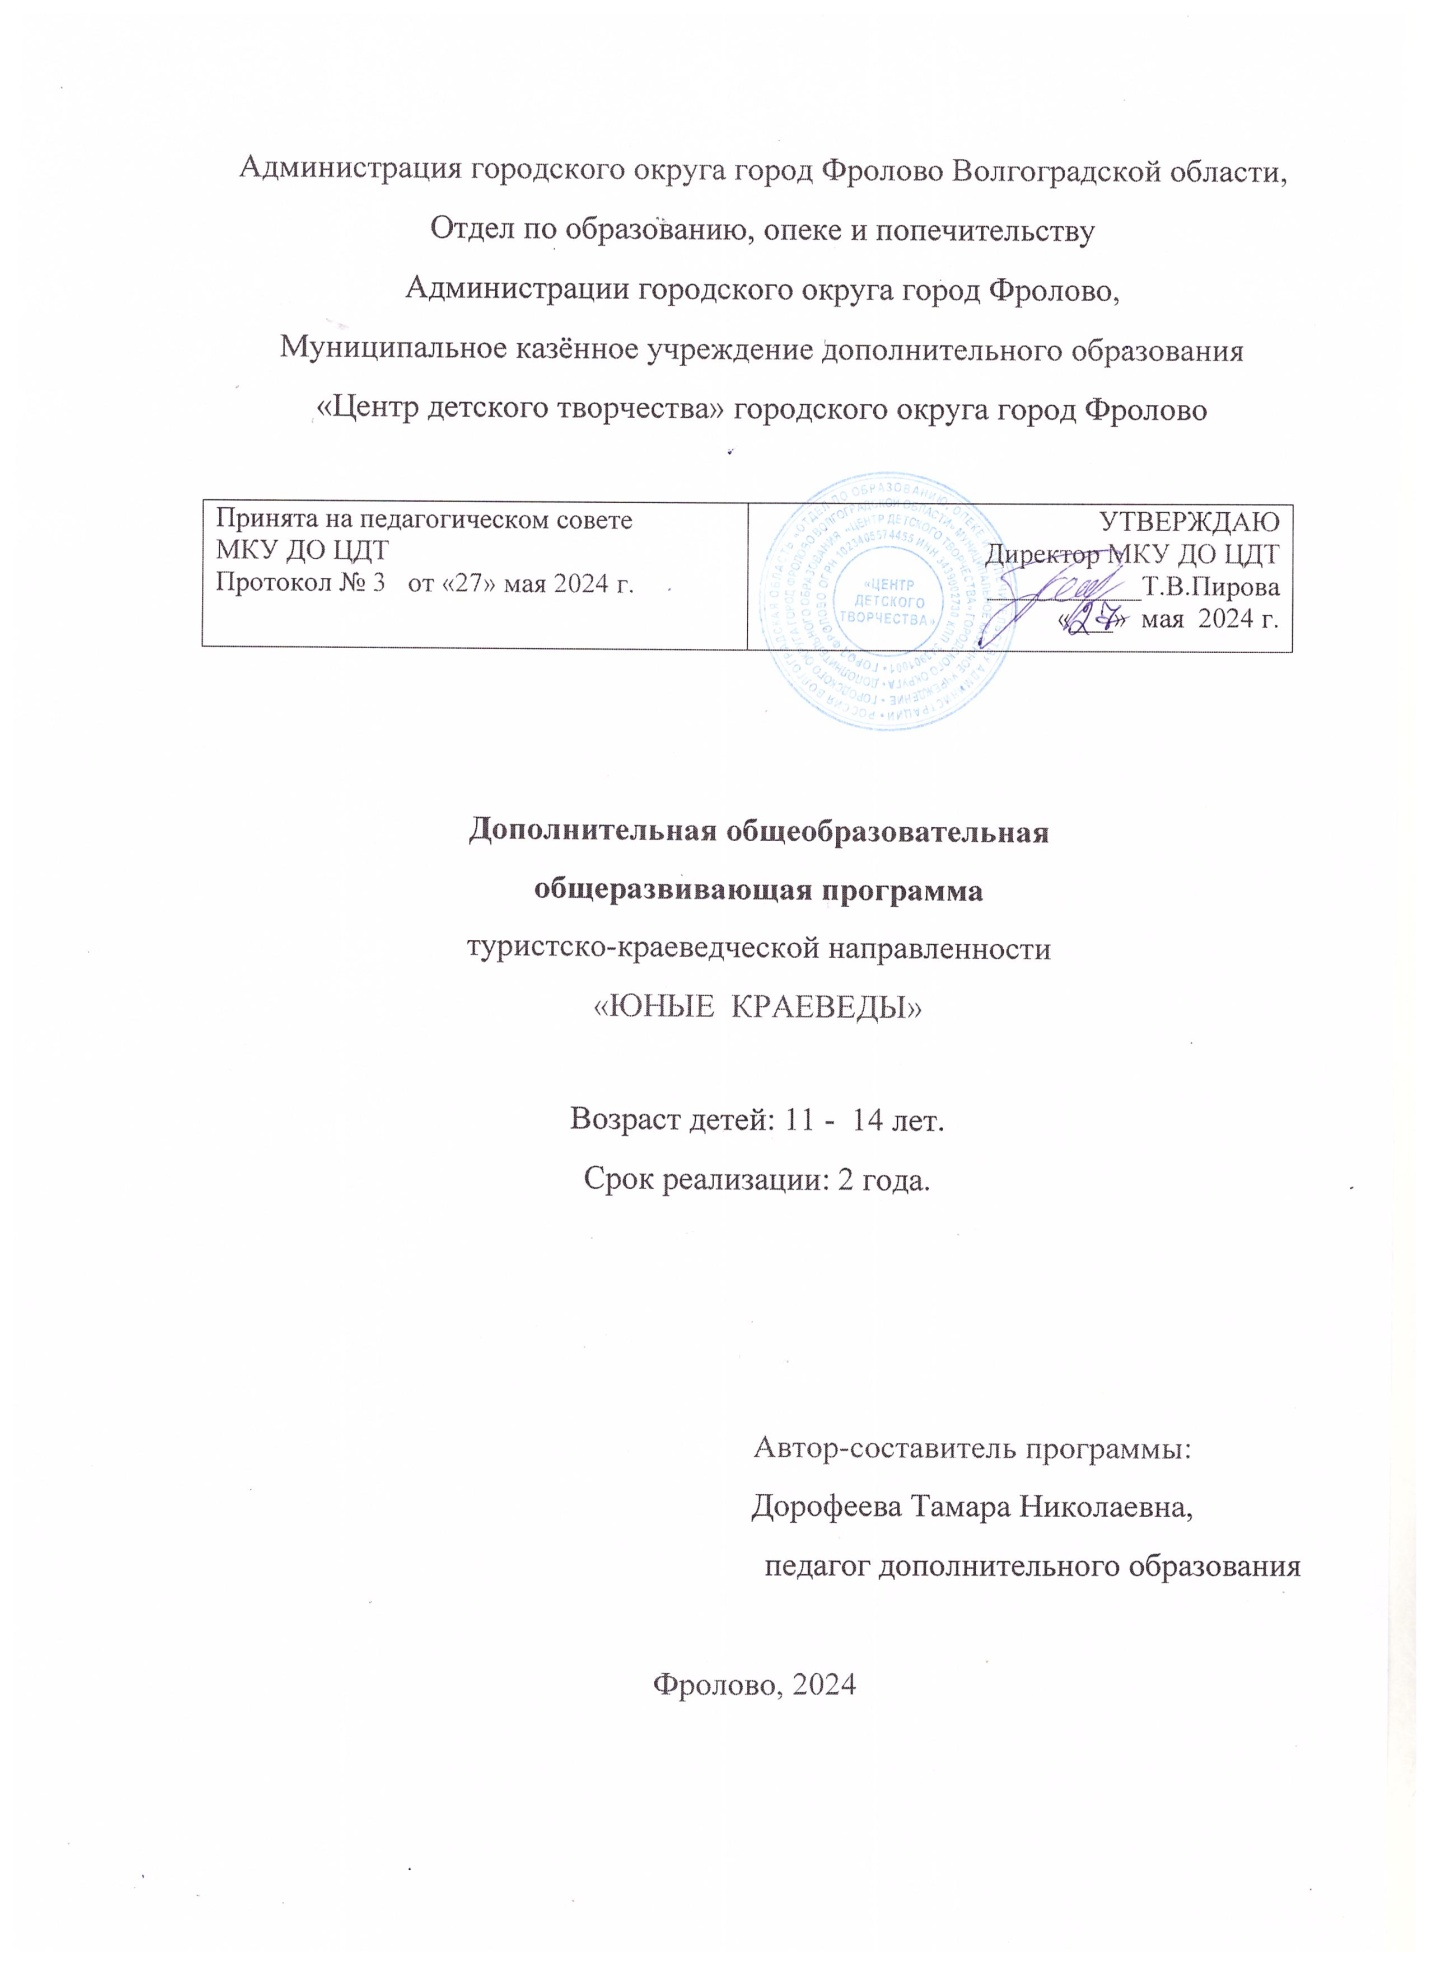 Администрация городского округа город Фролово Волгоградской области,
Отдел по образованию, опеке и попечительству
Администрации городского округа город Фролово,
Муниципальное казённое учреждение дополнительного образования
«Центр детского творчества» городского округа город Фролово
Принята на педагогическом совете
МКУ ДО ЦДТ
Протокол № 3 от «27» мая 2024 г.
УТВЕРЖДАЮ
Директор МКУ ДО ЦДТ
Т.В.Пирова
«27» мая 2024 г.
«ЦЕНТР
ДЕТСКОГО
ТВОРЧЕСТВА»
Дополнительная общеобразовательная
общеразвивающая программа
туристско-краеведческой направленности
«ЮНЫЕ КРАЕВЕДЫ»
Возраст детей: 11 - 14 лет.
Срок реализации: 2 года.
Автор-составитель программы:
Дорофеева Тамара Николаевна,
педагог дополнительного образования
Фролово, 2024